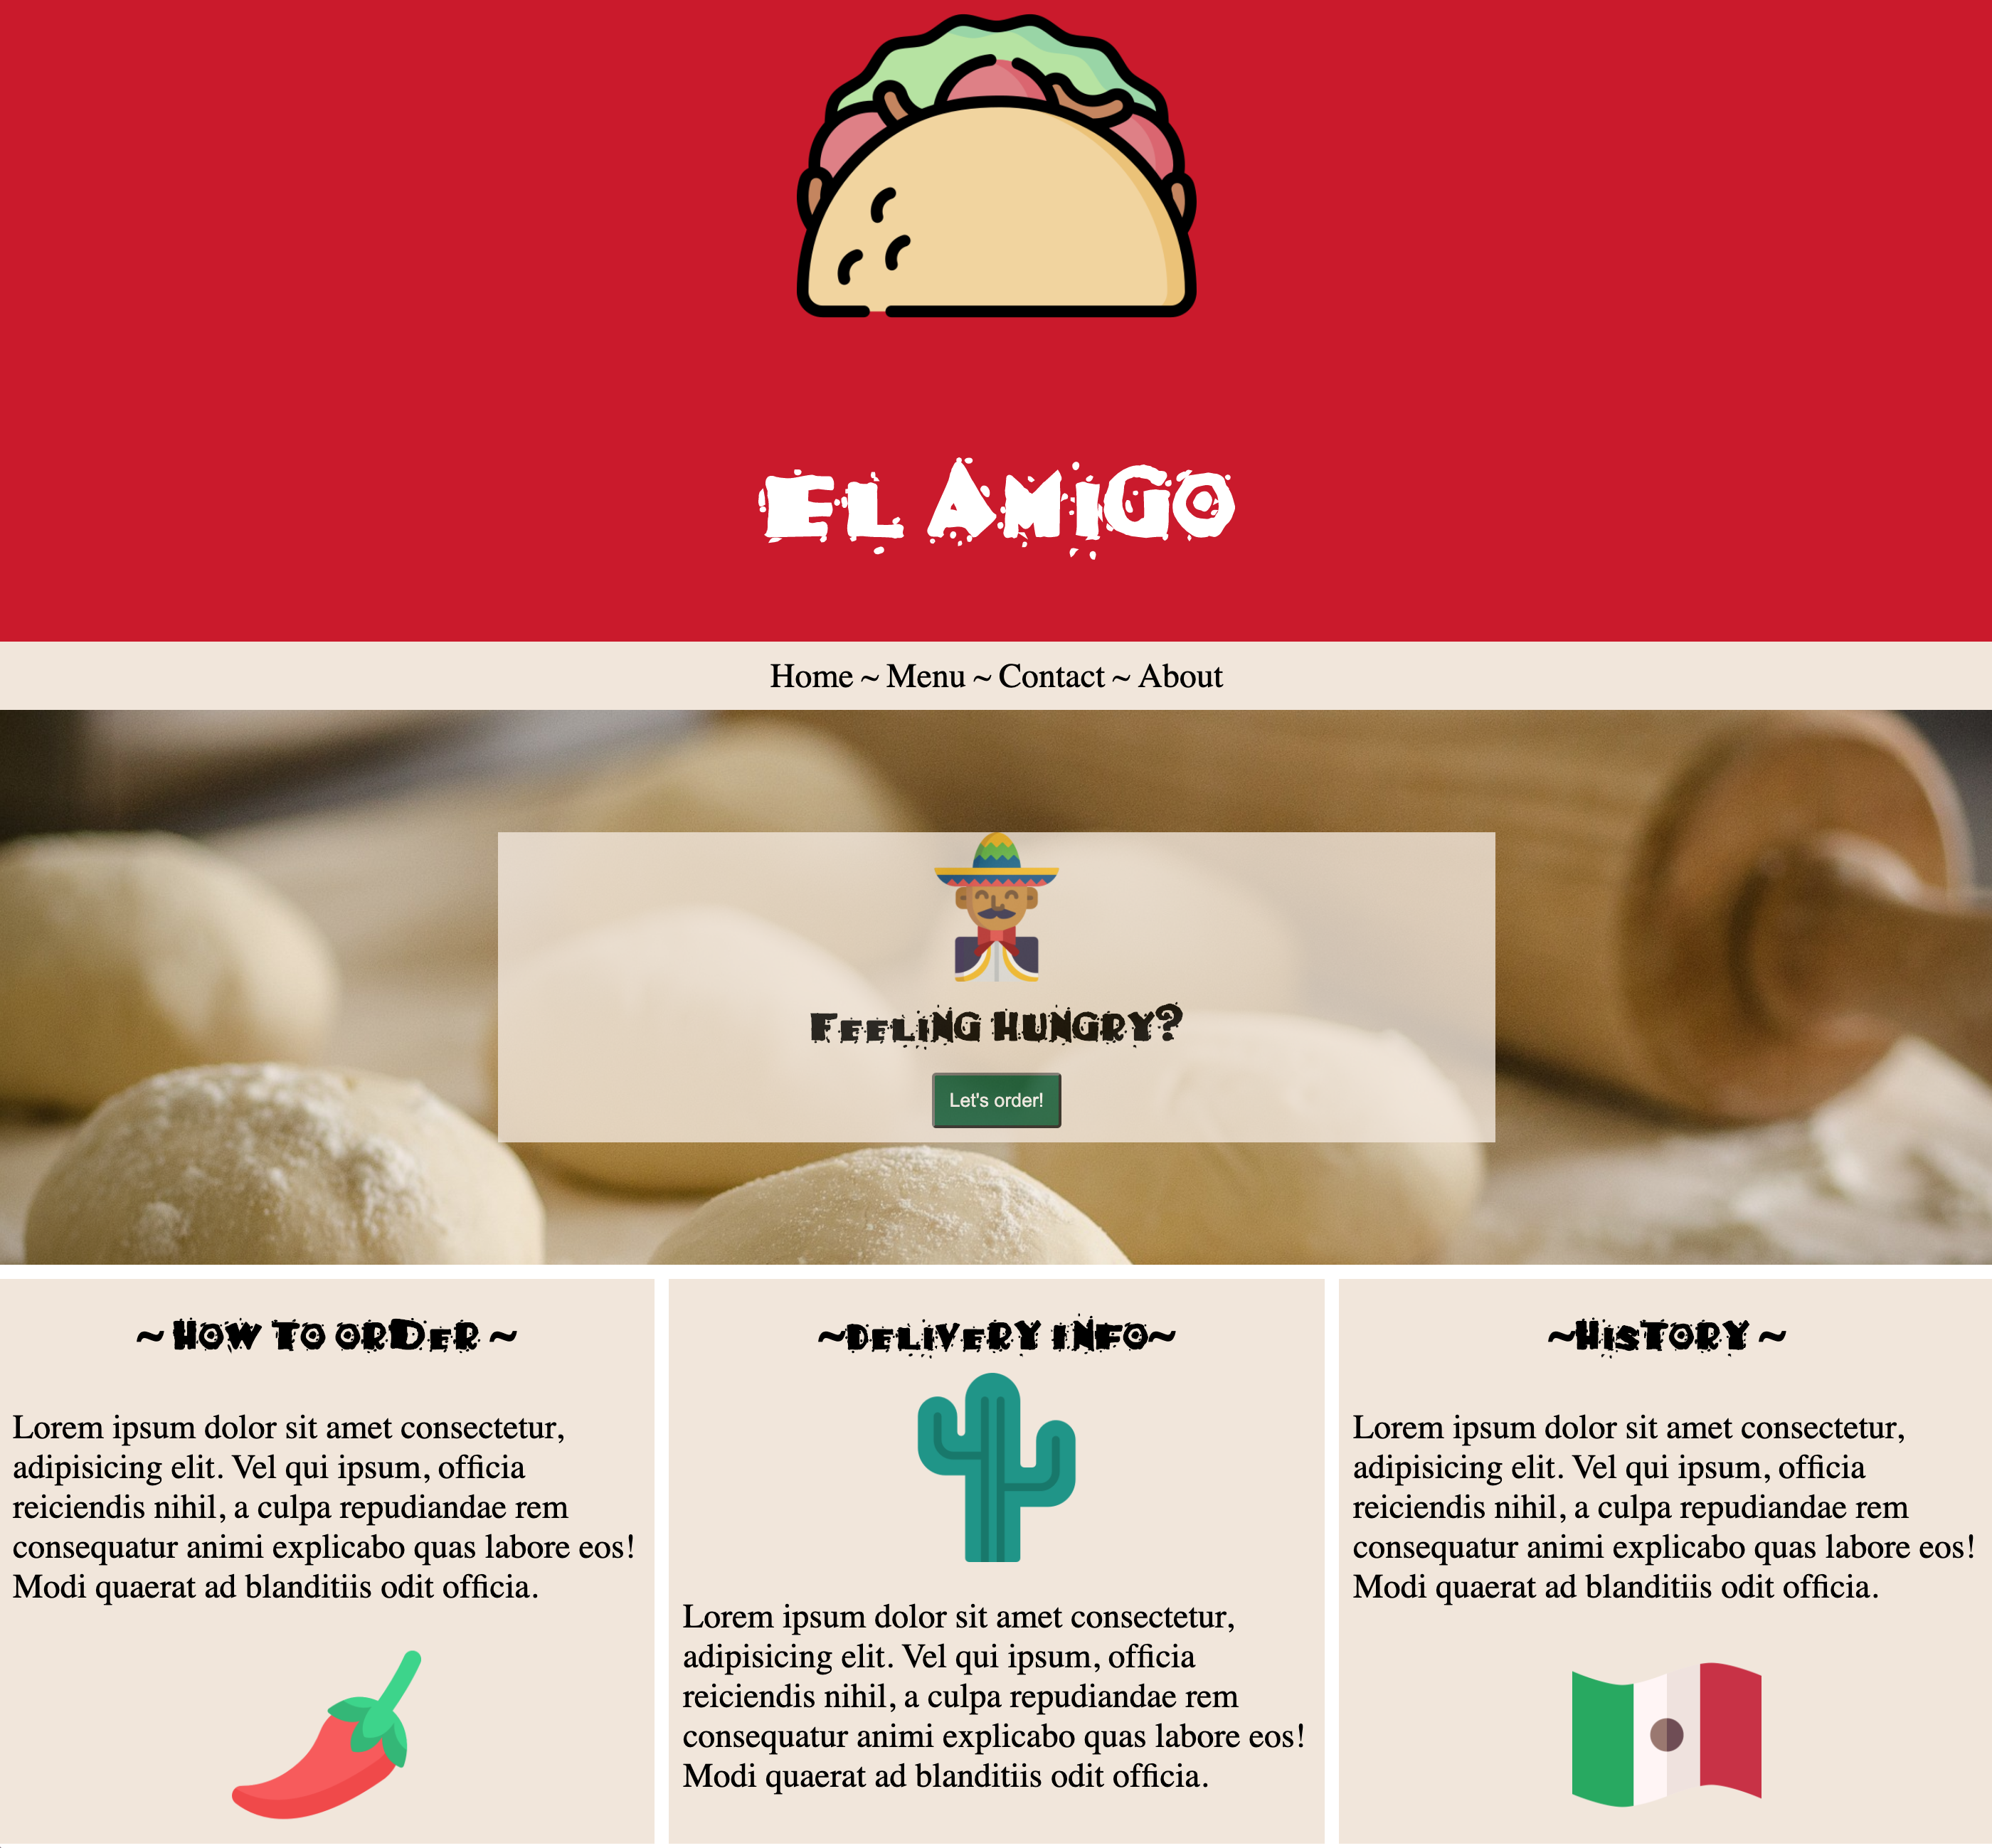 El Amigo
Home ~ Menu ~ Contact ~ About
Feeling hungry?
Let's order!
~ How to order ~
Lorem ipsum dolor sit amet consectetur,
adipisicing elit. Vel qui ipsum, officia
reiciendis nihil, a culpa repudiandae rem
consequatur animi explicabo quas labore eos!
Modi quaerat ad blanditiis odit officia.
~Delivery info~
Lorem ipsum dolor sit amet consectetur,
adipisicing elit. Vel qui ipsum, officia
reiciendis nihil, a culpa repudiandae rem
consequatur animi explicabo quas labore eos!
Modi quaerat ad blanditiis odit officia.
~History ~
Lorem ipsum dolor sit amet consectetur,
adipisicing elit. Vel qui ipsum, officia
reiciendis nihil, a culpa repudiandae rem
consequatur animi explicabo quas labore eos!
Modi quaerat ad blanditiis odit officia.